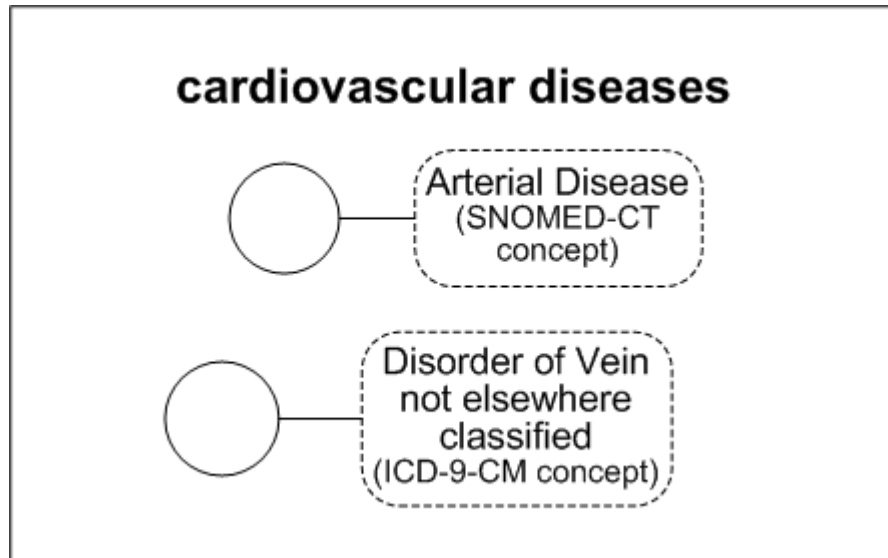 cardiovascular diseases
Arterial Disease
(SNOMED-CT
concept)
Disorder of Vein
not elsewhere
classified
(ICD-9-CM concept)